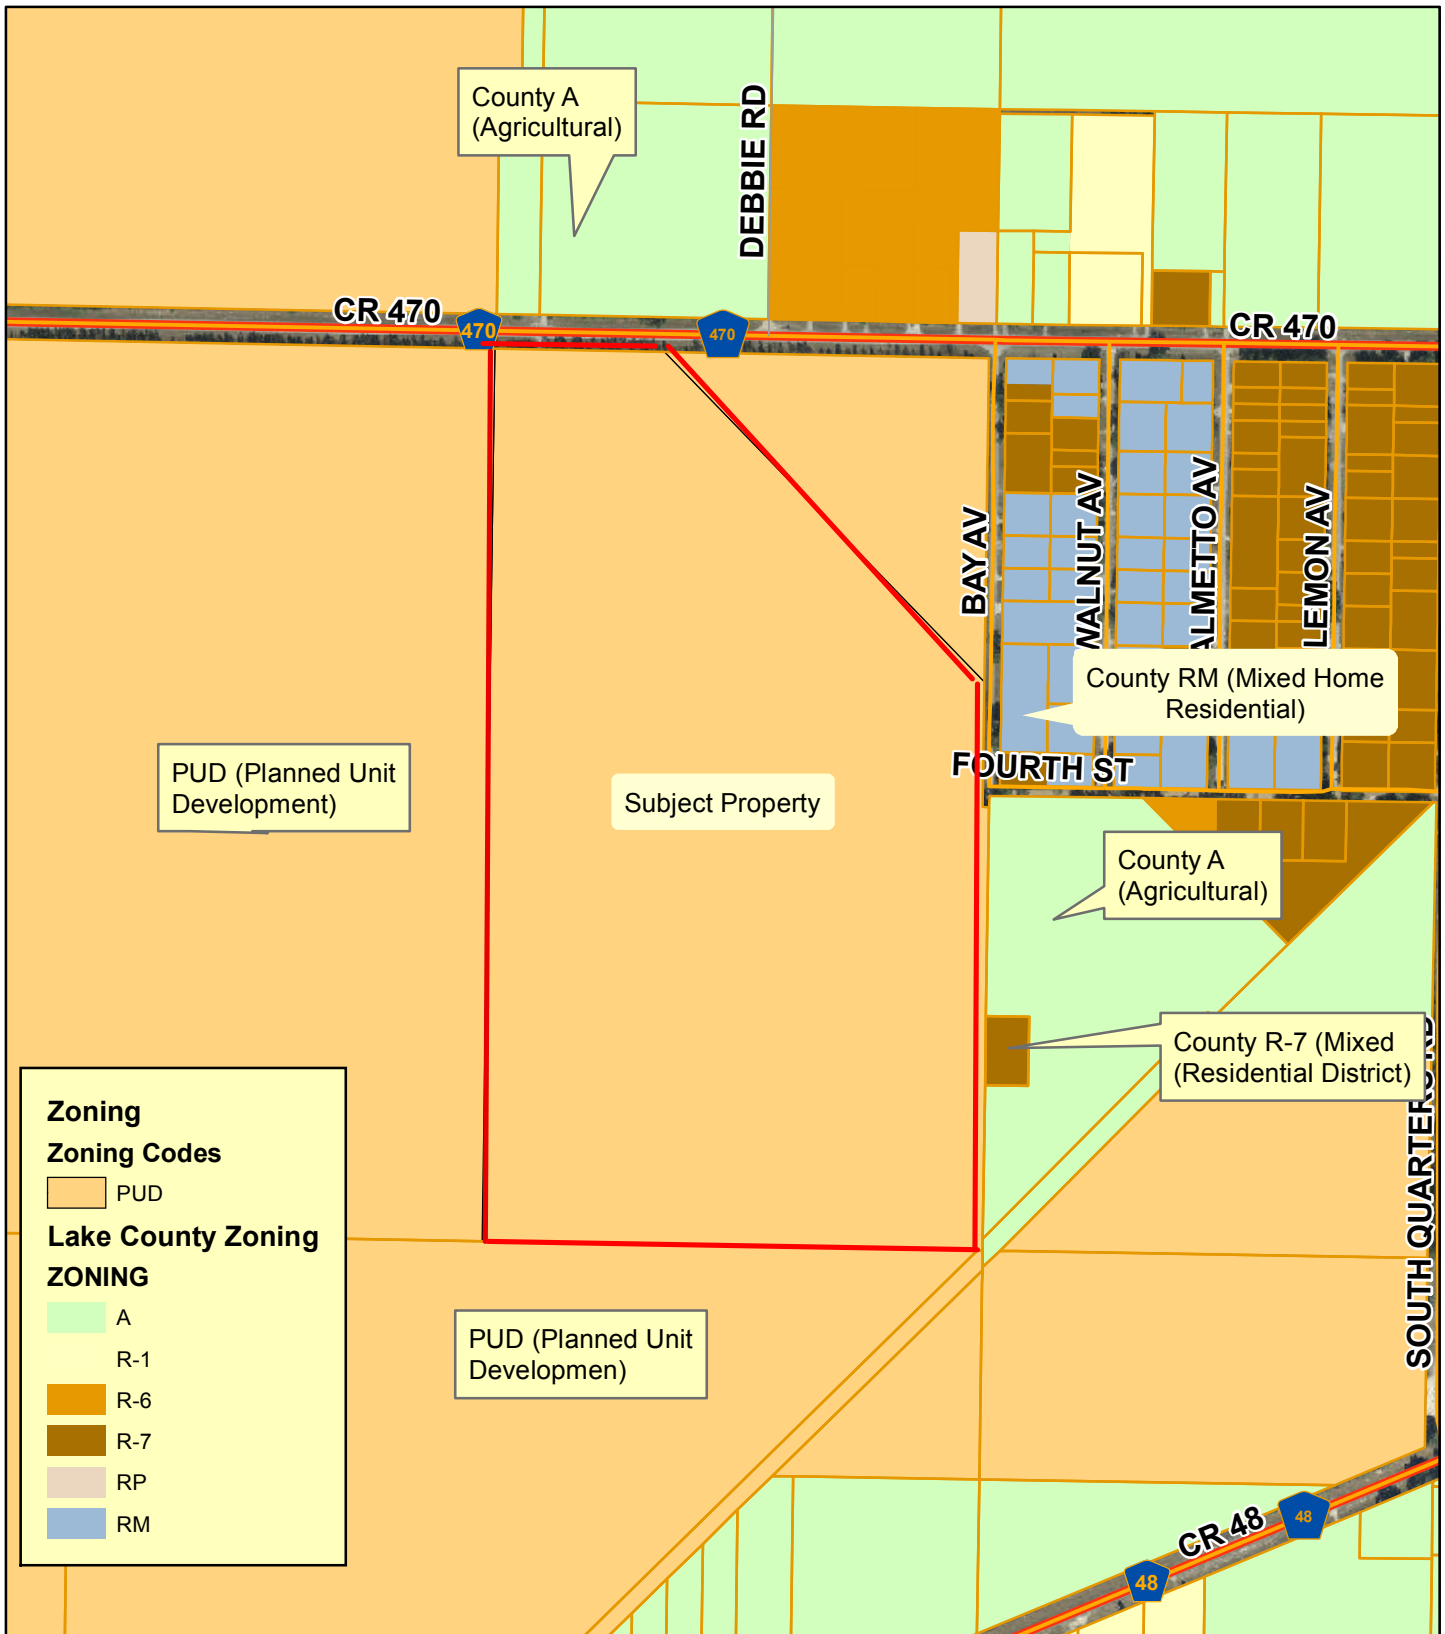 County A
(Agricultural)
DEBBIE RD
CR 470
470
470
CR 470
BAY AV
WALNUT AV
ALMETTO AV
LEMON AV
County RM (Mixed Home
Residential)
FOURTH ST
PUD (Planned Unit
Development)
Subject Property
County A
(Agricultural)
County R-7 (Mixed
(Residential District)
SOUTH QUARTERS RD
Zoning
Zoning Codes
PUD
Lake County Zoning
ZONING
A
R-1
R-6
R-7
RP
RM
PUD (Planned Unit
Developmen)
CR 48
48
48